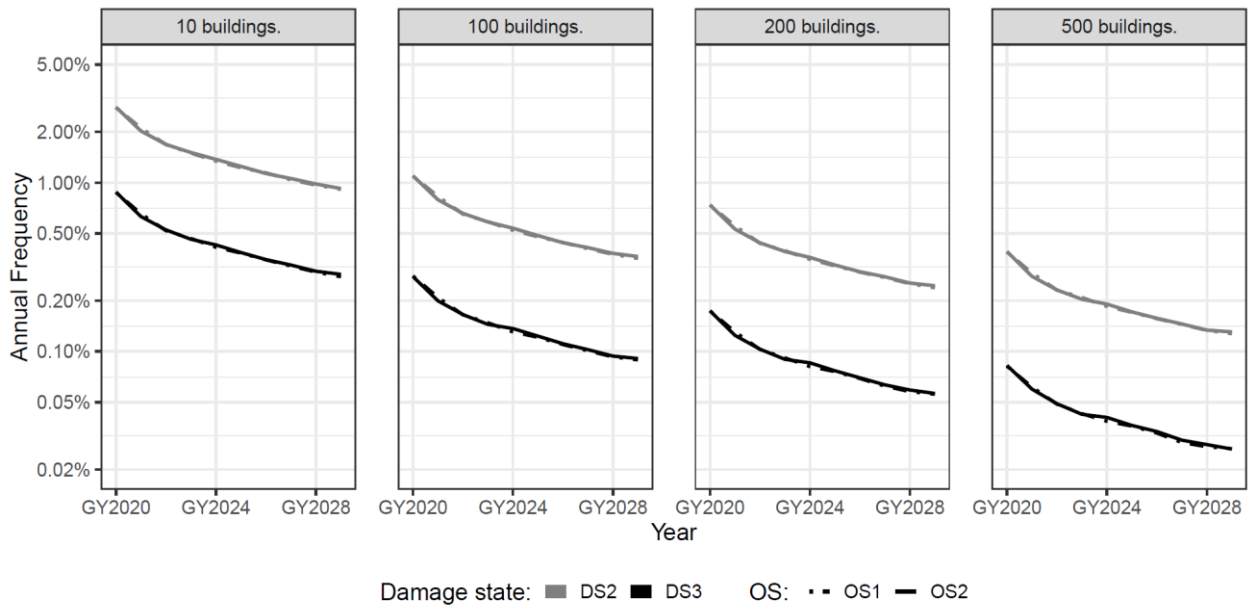 10 buildings.
100 buildings.
200 buildings.
500 buildings.
Annual Frequency
5.00%
2.00%
1.00%
0.50%
0.20%
0.10%
0.05%
0.02%
GY2020 GY2024 GY2028
GY2020 GY2024 GY2028
GY2020 GY2024 GY2028
GY2020 GY2024 GY2028
Year
Damage state: DS2 DS3 OS: OS1 OS2